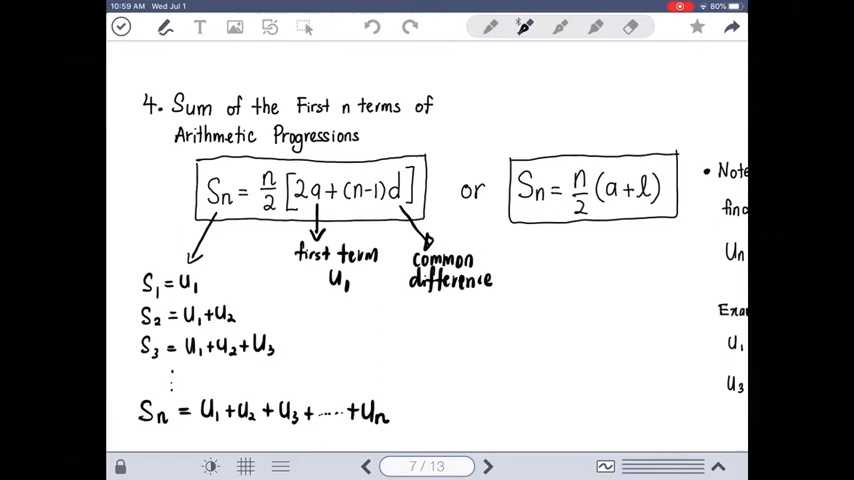 10:59 AM Wed Jul 1
80%
T
4. Sum of the First n terms of
Arithmetic Progressions
Sn = n/2 [2a + (n-1)d] or Sn = n/2 (a + l)
first term
U1
common
difference
S1 = U1
S2 = U1 + U2
S3 = U1 + U2 + U3
⋮
Sn = U1 + U2 + U3 + ..... + Un
• Note
Un
U1
U3
7 / 13